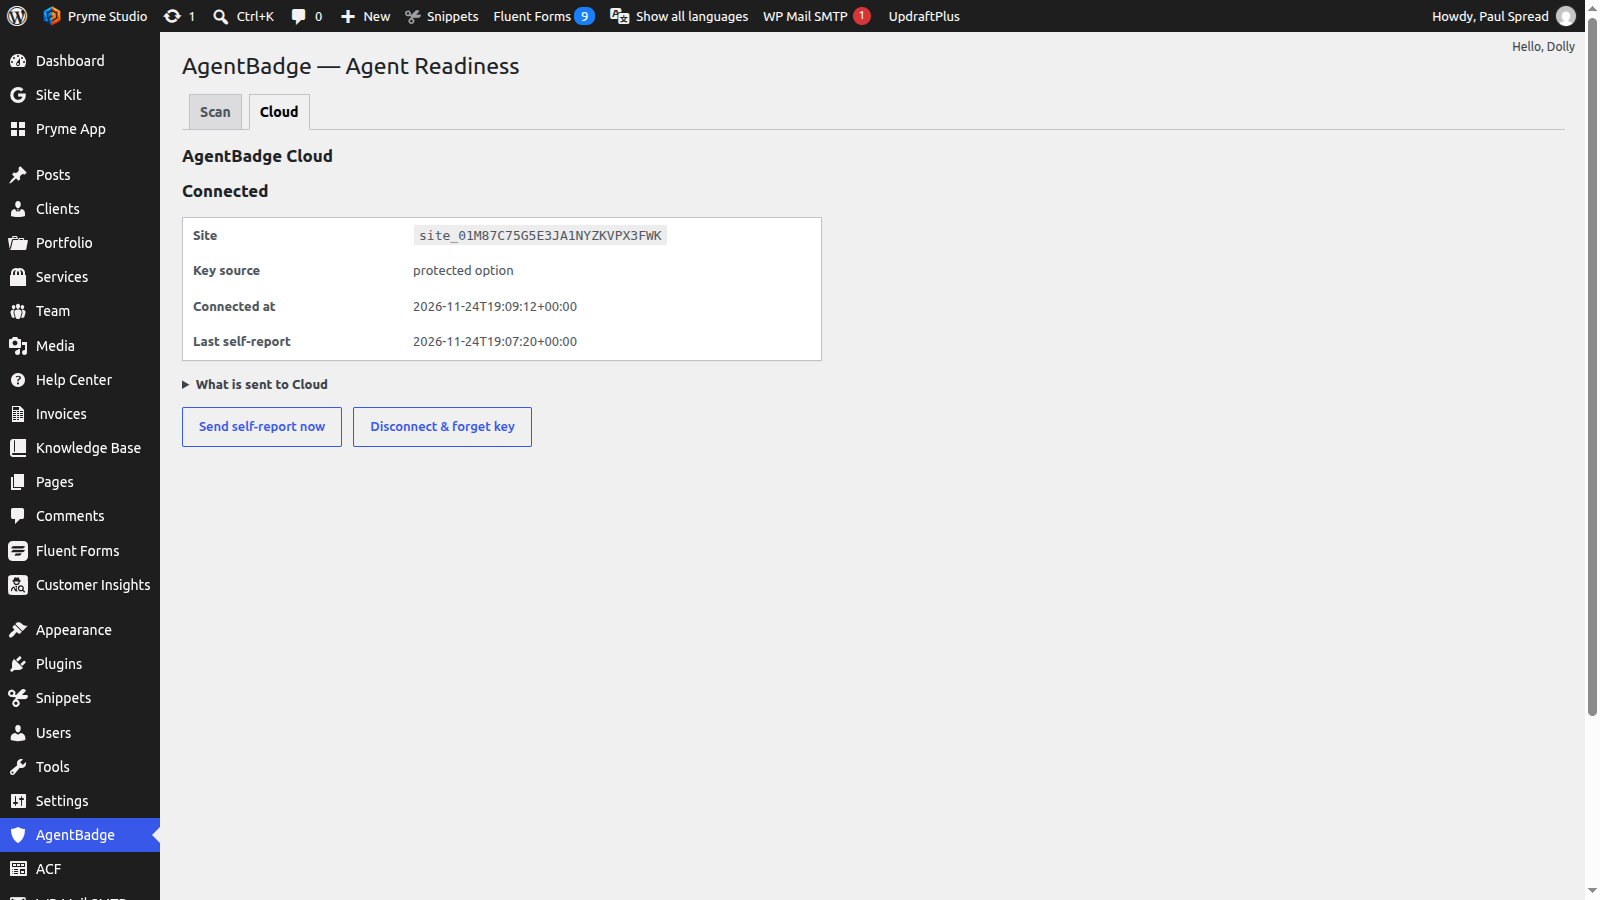 Pryme Studio 1 Ctrl+K 0 New Snippets Fluent Forms 9 Show all languages WP Mail SMTP 1 UpdraftPlus Howdy, Paul Spread
Hello, Dolly
Dashboard
Site Kit
Pryme App
Posts
Clients
Portfolio
Services
Team
Media
Help Center
Invoices
Knowledge Base
Pages
Comments
Fluent Forms
Customer Insights
Appearance
Plugins
Snippets
Users
Tools
Settings
AgentBadge
ACF
AgentBadge — Agent Readiness
Scan Cloud
AgentBadge Cloud
Connected
Site site_01M87C75G5E3JA1NYZKVPX3FWK
Key source protected option
Connected at 2026-11-24T19:09:12+00:00
Last self-report 2026-11-24T19:07:20+00:00
What is sent to Cloud
Send self-report now Disconnect & forget key